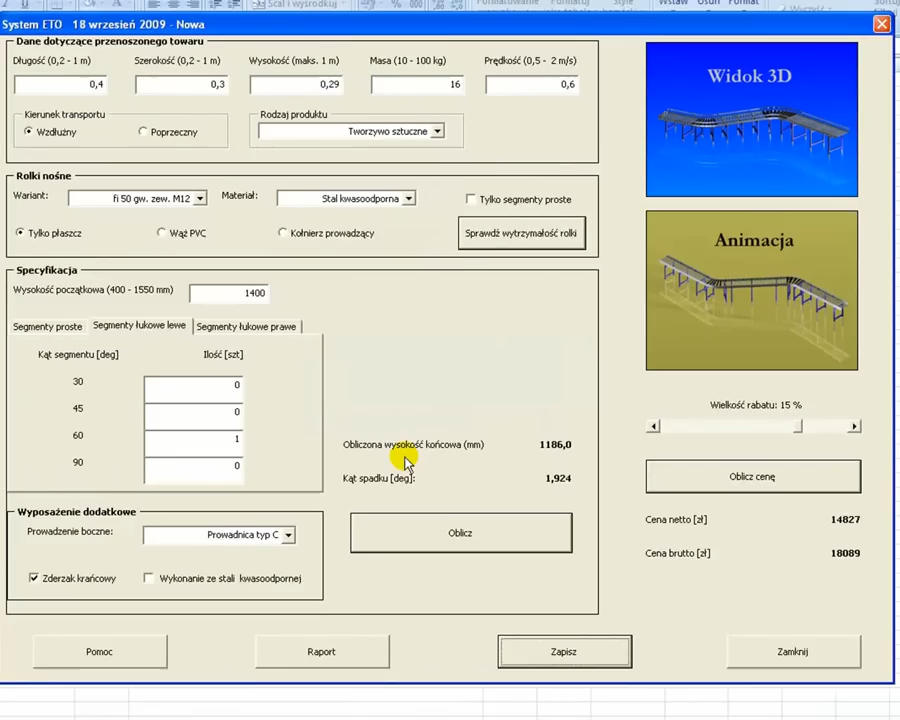 Scal i wyśrodkuj
% 000
System ETO 18 wrzesień 2009 - Nowa
Dane dotyczące przenoszonego towaru
Długość (0,2 - 1 m) Szerokość (0,2 - 1 m) Wysokość (maks. 1 m) Masa (10 - 100 kg) Prędkość (0,5 - 2 m/s)
0,4 0,3 0,29 16 0,6
Kierunek transportu Rodzaj produktu
Wzdłużny Poprzeczny Tworzywo sztuczne
Rolki nośne
Wariant: fi 50 gw. zew. M12 Materiał: Stal kwasoodporna Tylko segmenty proste
Tylko płaszcz Wąż PVC Kołnierz prowadzący Sprawdź wytrzymałość rolki
Specyfikacja
Wysokość początkowa (400 - 1550 mm) 1400
Segmenty proste Segmenty łukowe lewe Segmenty łukowe prawe
Kąt segmentu [deg] Ilość [szt]
30 0
45 0
60 1
90 0
Obliczona wysokość końcowa (mm) 1186,0
Kąt spadku [deg]: 1,924
Oblicz
Wyposażenie dodatkowe
Prowadzenie boczne: Prowadnica typ C
Zderzak krańcowy Wykonanie ze stali kwasoodpornej
Widok 3D
Animacja
Wielkość rabatu: 15 %
Oblicz cenę
Cena netto [zł] 14827
Cena brutto [zł] 18089
Pomoc Raport Zapisz Zamknij